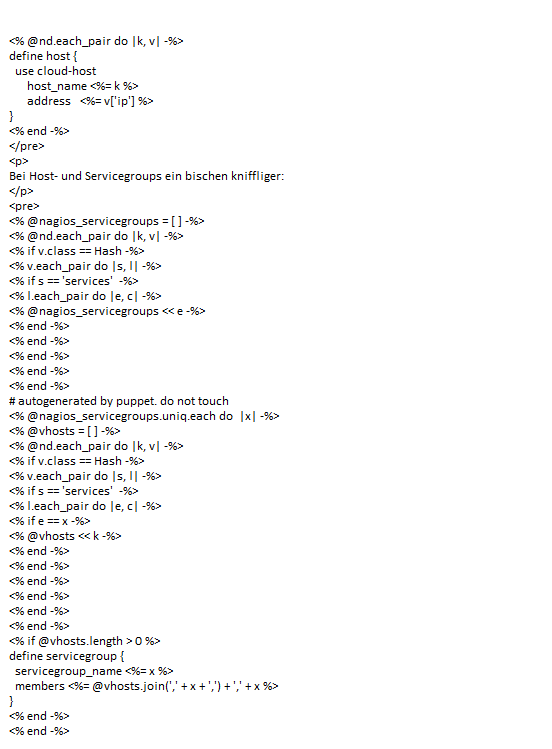 <% @nd.each_pair do |k, v| -%>
define host {
  use cloud-host
     host_name <%= k %>
     address   <%= v['ip'] %>
}
<% end -%>
</pre>
<p>
Bei Host- und Servicegroups ein bischen kniffliger:
</p>
<pre>
<% @nagios_servicegroups = [ ] -%>
<% @nd.each_pair do |k, v| -%>
<% if v.class == Hash -%>
<% v.each_pair do |s, l| -%>
<% if s == 'services'  -%>
<% l.each_pair do |e, c| -%>
<% @nagios_servicegroups << e -%>
<% end -%>
<% end -%>
<% end -%>
<% end -%>
<% end -%>
# autogenerated by puppet. do not touch
<% @nagios_servicegroups.uniq.each do  |x| -%>
<% @vhosts = [ ] -%>
<% @nd.each_pair do |k, v| -%>
<% if v.class == Hash -%>
<% v.each_pair do |s, l| -%>
<% if s == 'services'  -%>
<% l.each_pair do |e, c| -%>
<% if e == x -%>
<% @vhosts << k -%>
<% end -%>
<% end -%>
<% end -%>
<% end -%>
<% end -%>
<% end -%>
<% if @vhosts.length > 0 %>
define servicegroup {
  servicegroup_name <%= x %>
  members <%= @vhosts.join(',' + x + ',') + ',' + x %>
}
<% end -%>
<% end -%>